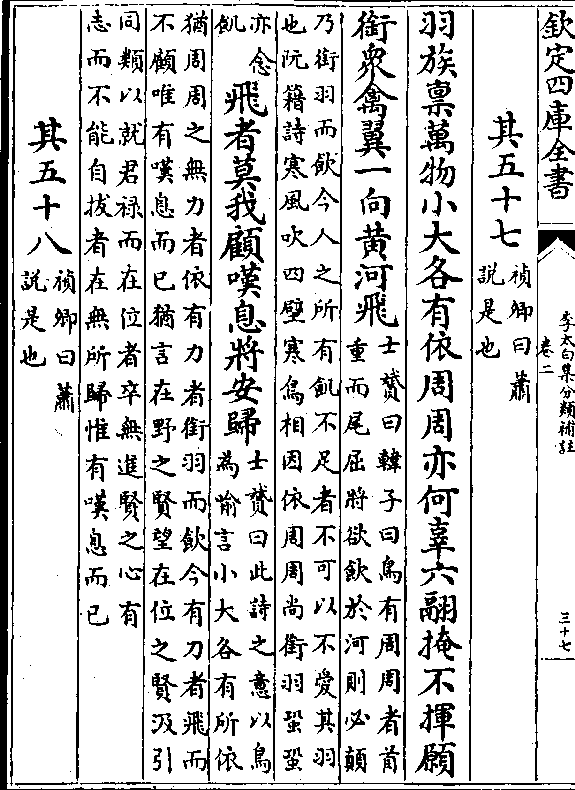 欽定四庫全書
李太白集分類補註
卷二
三十七
其五十七
禎卿曰蕭
說是也
羽族禀萬物小大各有依周周亦何辜六翮掩不揮願
銜衆禽翼一向黄河飛
士贇曰韓子曰鳥有周周者首
重而尾屈將欲飲於河則必顛
乃銜羽而飲今人之所有飢不足者不可以不愛其羽
也阮籍詩寒風吹四壁寒鳥相因依周周尚銜羽蛩蛩
亦念
飢
飛者莫我顧嘆息將安歸
士贇曰此詩之意以鳥
為喻言小大各有所依
猶周周之無力者依有力者銜羽而飲今有力者飛而
不顧唯有嘆息而已猶言在野之賢望在位之賢汲引
同類以就君禄而在位者卒無進賢之心有
志而不能自拔者在無所歸惟有嘆息而已
其五十八
禎卿曰蕭
說是也